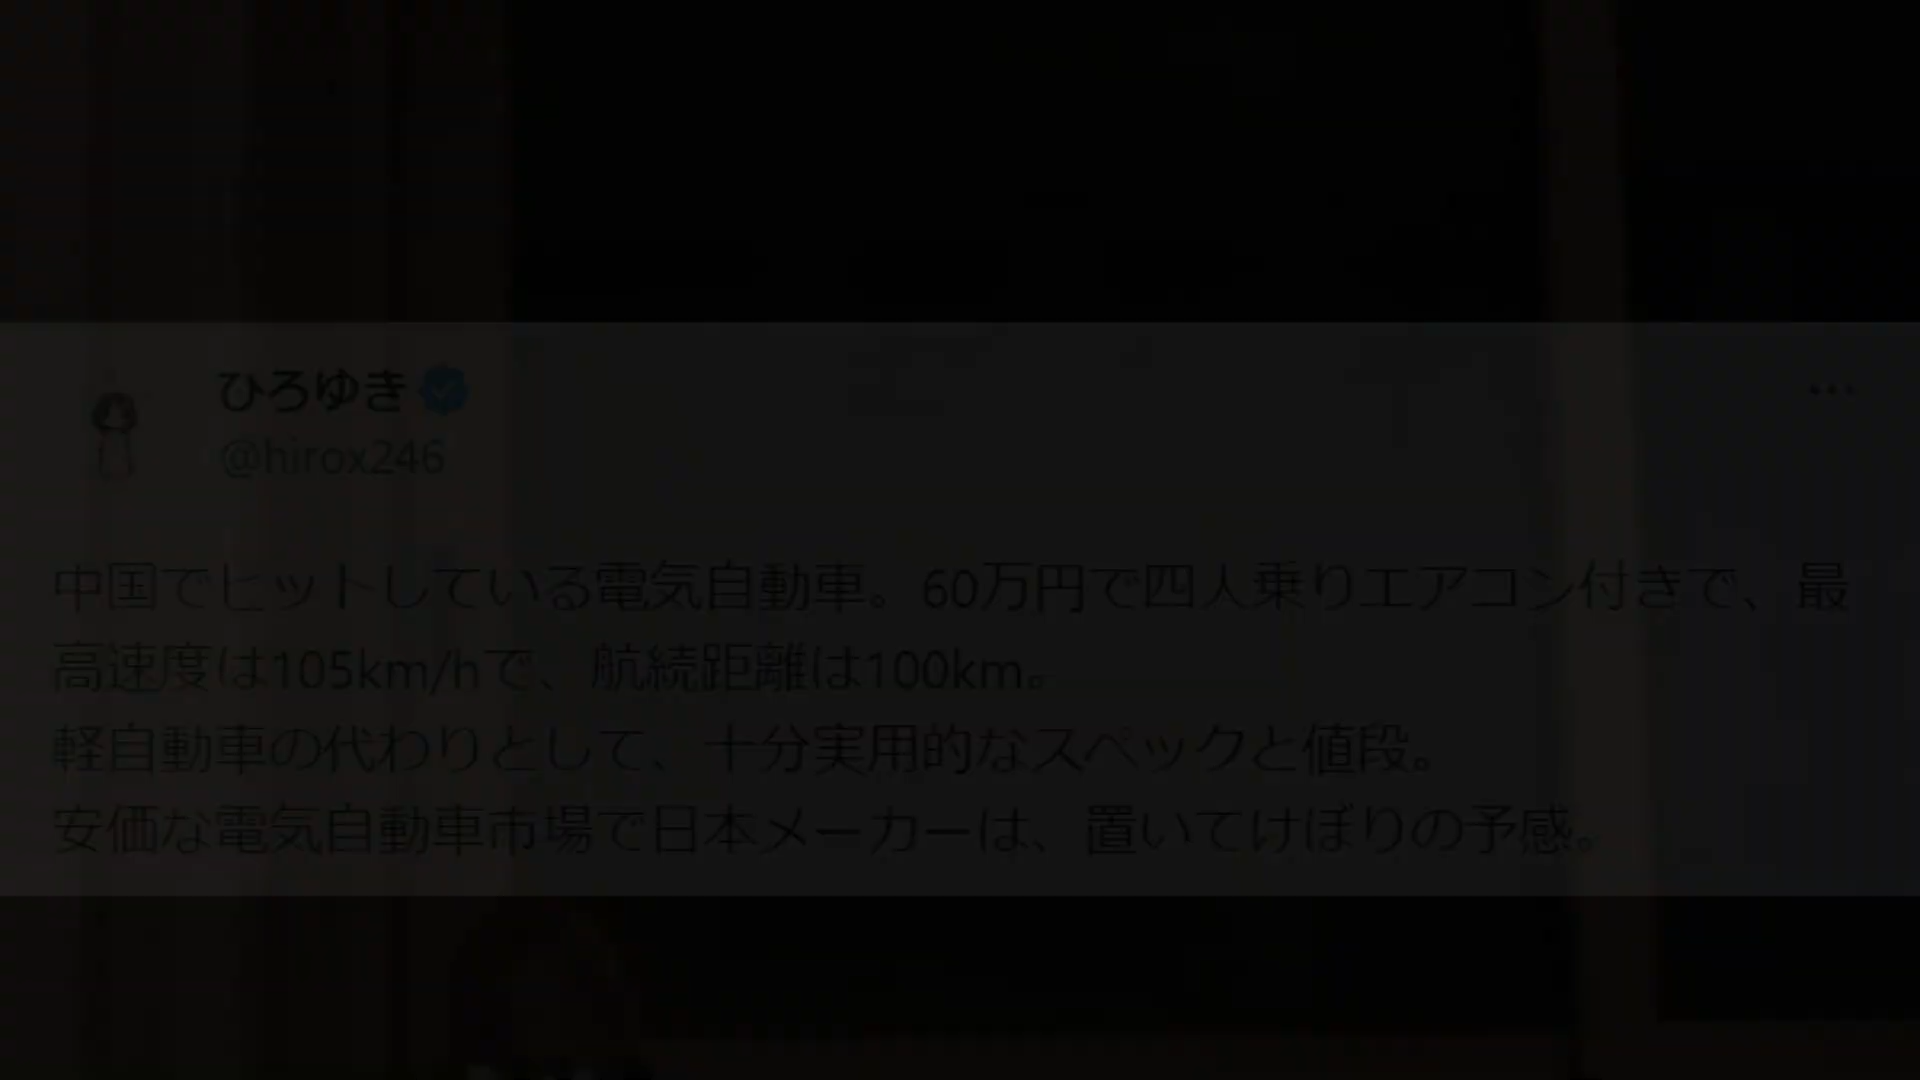 ひろゆき
@hirox246
中国でヒットしている電気自動車。60万円で四人乗りエアコン付きで、最
高速度は105km/hで、航続距離は100km。
軽自動車の代わりとして、十分実用的なスペックと値段。
安価な電気自動車市場で日本メーカーは、置いてけぼりの予感。